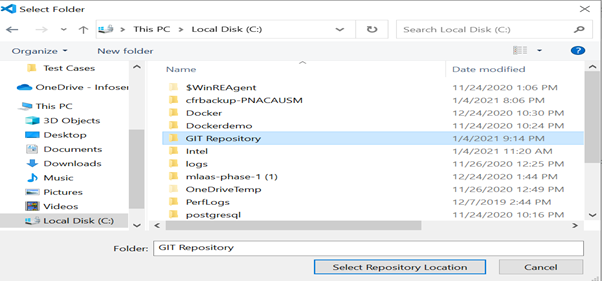 Select Folder
This PC > Local Disk (C:) >
Search Local Disk (C:)
Organize
New folder
Test Cases
OneDrive - Infoser
This PC
3D Objects
Desktop
Documents
Downloads
Music
Pictures
Videos
Local Disk (C:)
Name Date modified
$WinREAgent 11/24/2020 1:06 PM
cfrbackup-PNACAUSM 1/4/2021 8:06 PM
Docker 12/24/2020 10:30 PM
Dockerdemo 11/24/2020 10:24 PM
GIT Repository 1/4/2021 9:14 PM
Intel 1/4/2021 11:20 AM
logs 11/26/2020 12:25 PM
mlaas-phase-1 (1) 12/24/2020 1:44 PM
OneDriveTemp 11/26/2020 12:49 PM
PerfLogs 12/7/2019 2:44 PM
postgresql 11/24/2020 10:16 PM
Folder: GIT Repository
Select Repository Location
Cancel